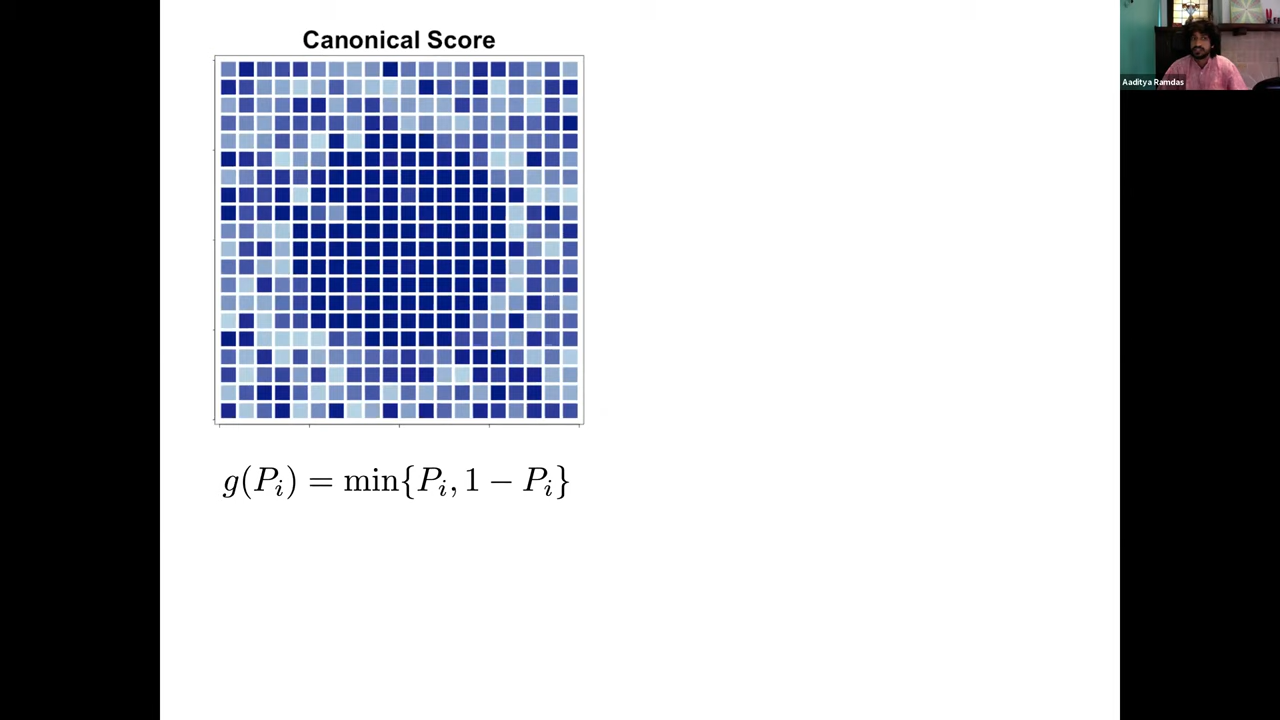 Canonical Score
Aaditya Ramdas
g(P_i) = min{P_i, 1 − P_i}